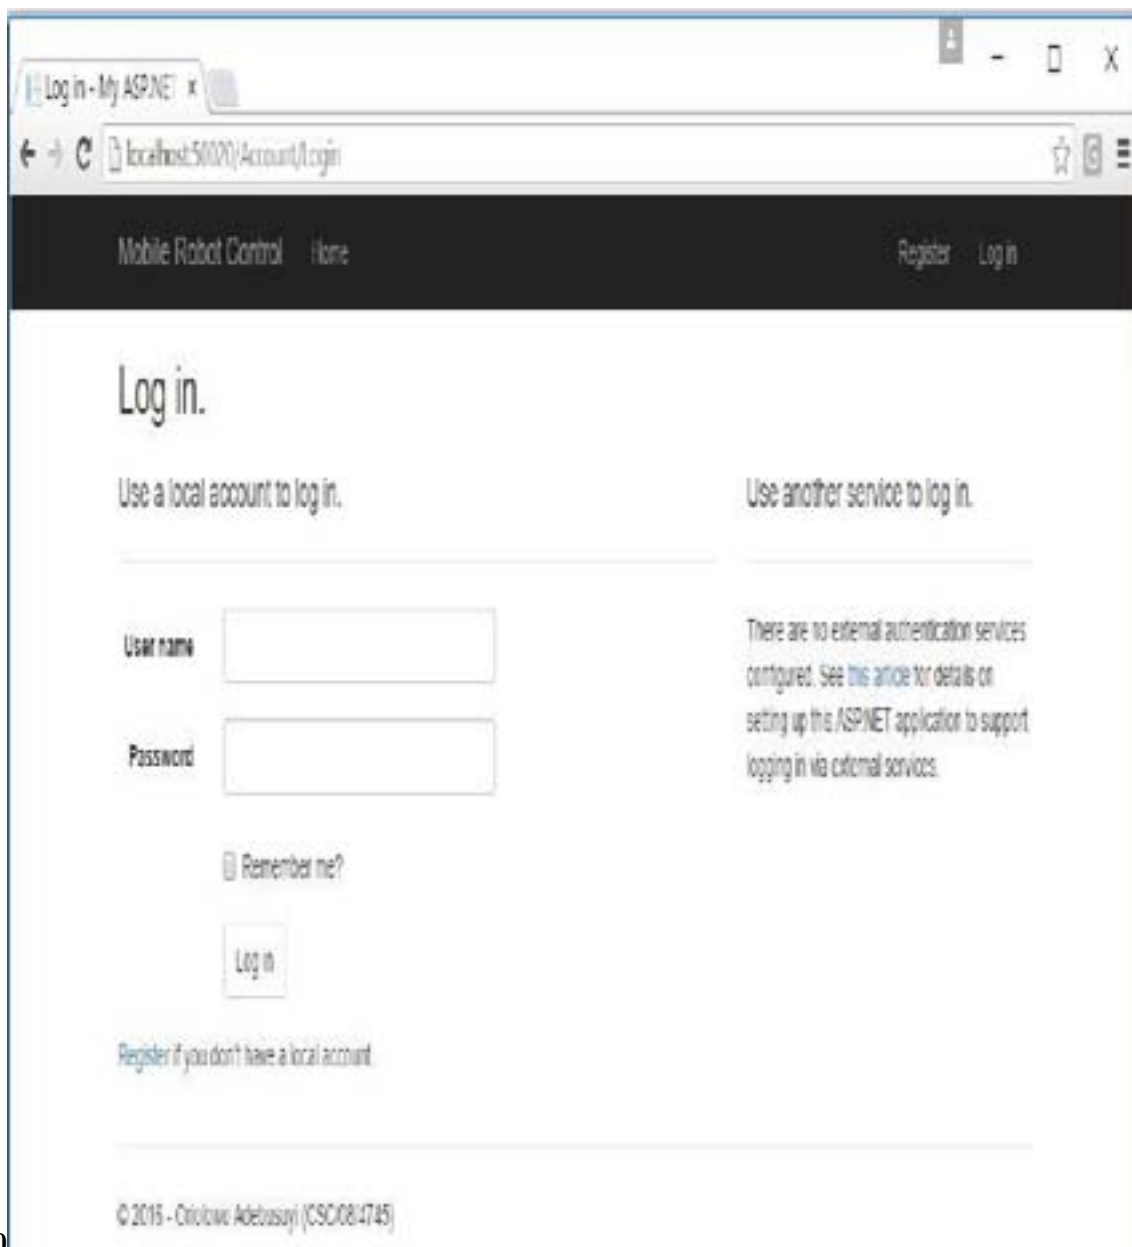 Log in - My ASP.NET
localhost:50020/Account/Login
Mobile Robot Control Home Register Log in
Log in.
Use a local account to log in.
User name
Password
Remember me?
Log in
Register if you don't have a local account.
Use another service to log in.
There are no external authentication services
configured. See this article for details on
setting up this ASP.NET application to support
logging in via external services.
© 2016 - (CSC/08/4745)